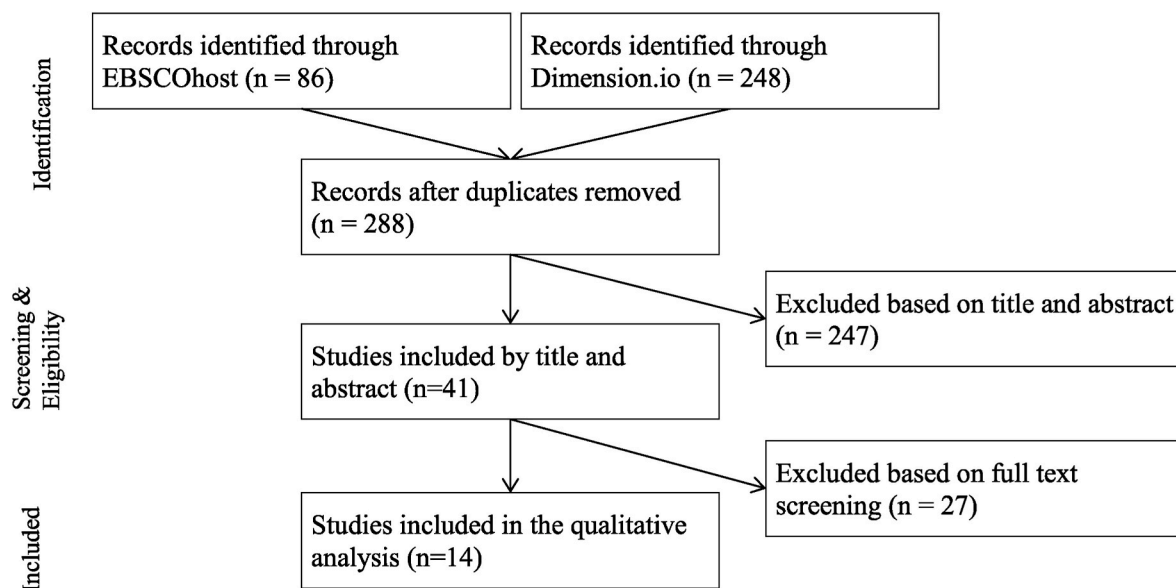 Identification
Records identified through
EBSCOhost (n = 86)
Records identified through
Dimension.io (n = 248)
Records after duplicates removed
(n = 288)
Screening &
Eligibility
Excluded based on title and abstract
(n = 247)
Studies included by title and
abstract (n=41)
Excluded based on full text
screening (n = 27)
Included
Studies included in the qualitative
analysis (n=14)